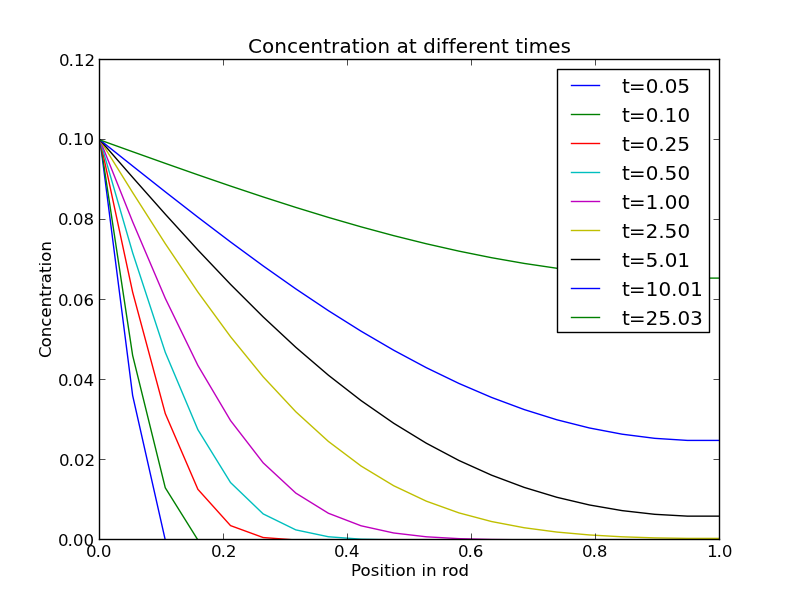 Concentration at different times
0.12
0.10
0.08
0.06
0.04
0.02
0.00
Concentration
t=0.05
t=0.10
t=0.25
t=0.50
t=1.00
t=2.50
t=5.01
t=10.01
t=25.03
0.0 0.2 0.4 0.6 0.8 1.0
Position in rod